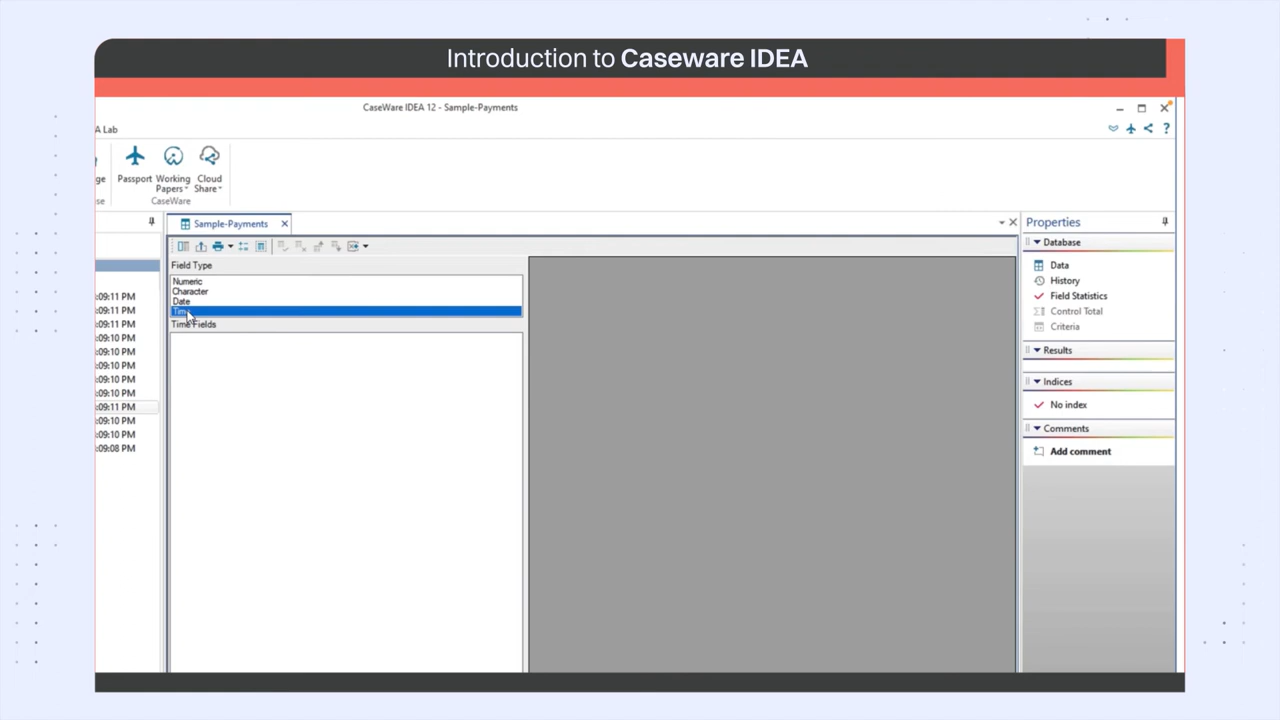 Introduction to Caseware IDEA
CaseWare IDEA 12 - Sample-Payments
A Lab
ge
Passport
Working Papers
Cloud Share
se
CaseWare
Sample-Payments
Field Type
Numeric
Character
Date
Time Fields
:09:11 PM
:09:11 PM
:09:11 PM
:09:10 PM
:09:10 PM
:09:10 PM
:09:10 PM
:09:10 PM
:09:11 PM
:09:10 PM
:09:10 PM
:09:08 PM
Properties
Database
Data
History
Field Statistics
Control Total
Criteria
Results
Indices
No index
Comments
Add comment